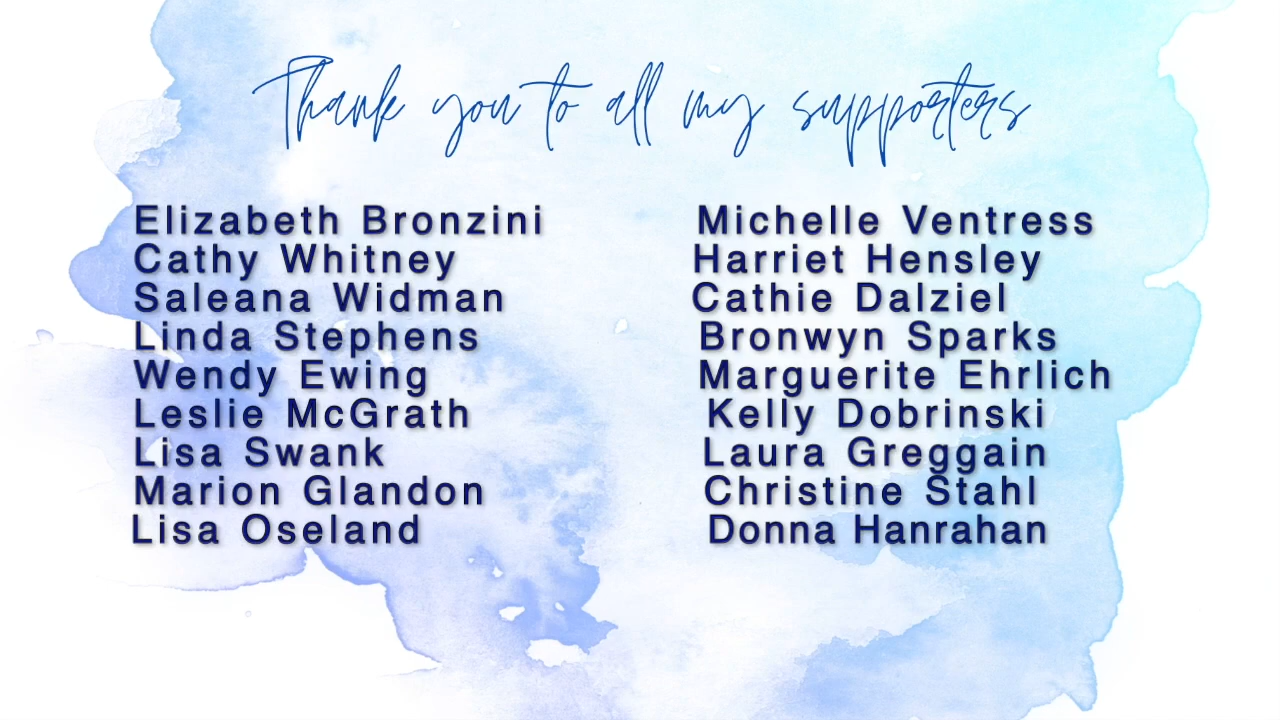 Thank you to all my supporters
Elizabeth Bronzini
Cathy Whitney
Saleana Widman
Linda Stephens
Wendy Ewing
Leslie McGrath
Lisa Swank
Marion Glandon
Lisa Oseland
Michelle Ventress
Harriet Hensley
Cathie Dalziel
Bronwyn Sparks
Marguerite Ehrlich
Kelly Dobrinski
Laura Greggain
Christine Stahl
Donna Hanrahan